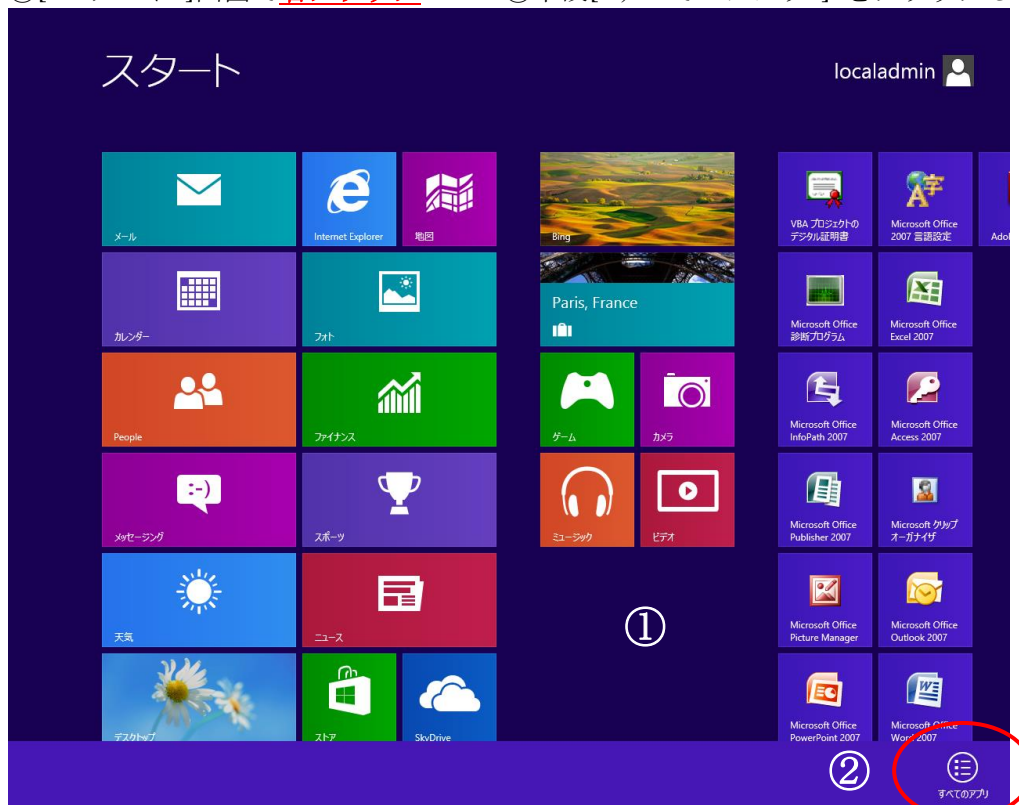 スタート
localadmin
メール
Internet Explorer
地図
Bing
VBA プロジェクトの
デジタル証明書
Microsoft Office
2007 言語設定
カレンダー
フォト
Paris, France
Microsoft Office
診断プログラム
Microsoft Office
Excel 2007
People
ファイナンス
ゲーム
カメラ
Microsoft Office
InfoPath 2007
Microsoft Office
Access 2007
:-)
メッセージング
スポーツ
ミュージック
ビデオ
Microsoft Office
Publisher 2007
Microsoft クリップ
オーガナイザ
天気
ニュース
①
Microsoft Office
Picture Manager
Microsoft Office
Outlook 2007
デスクトップ
ストア
SkyDrive
Microsoft Office
PowerPoint 2007
Microsoft Office
Word 2007
②
すべてのアプリ